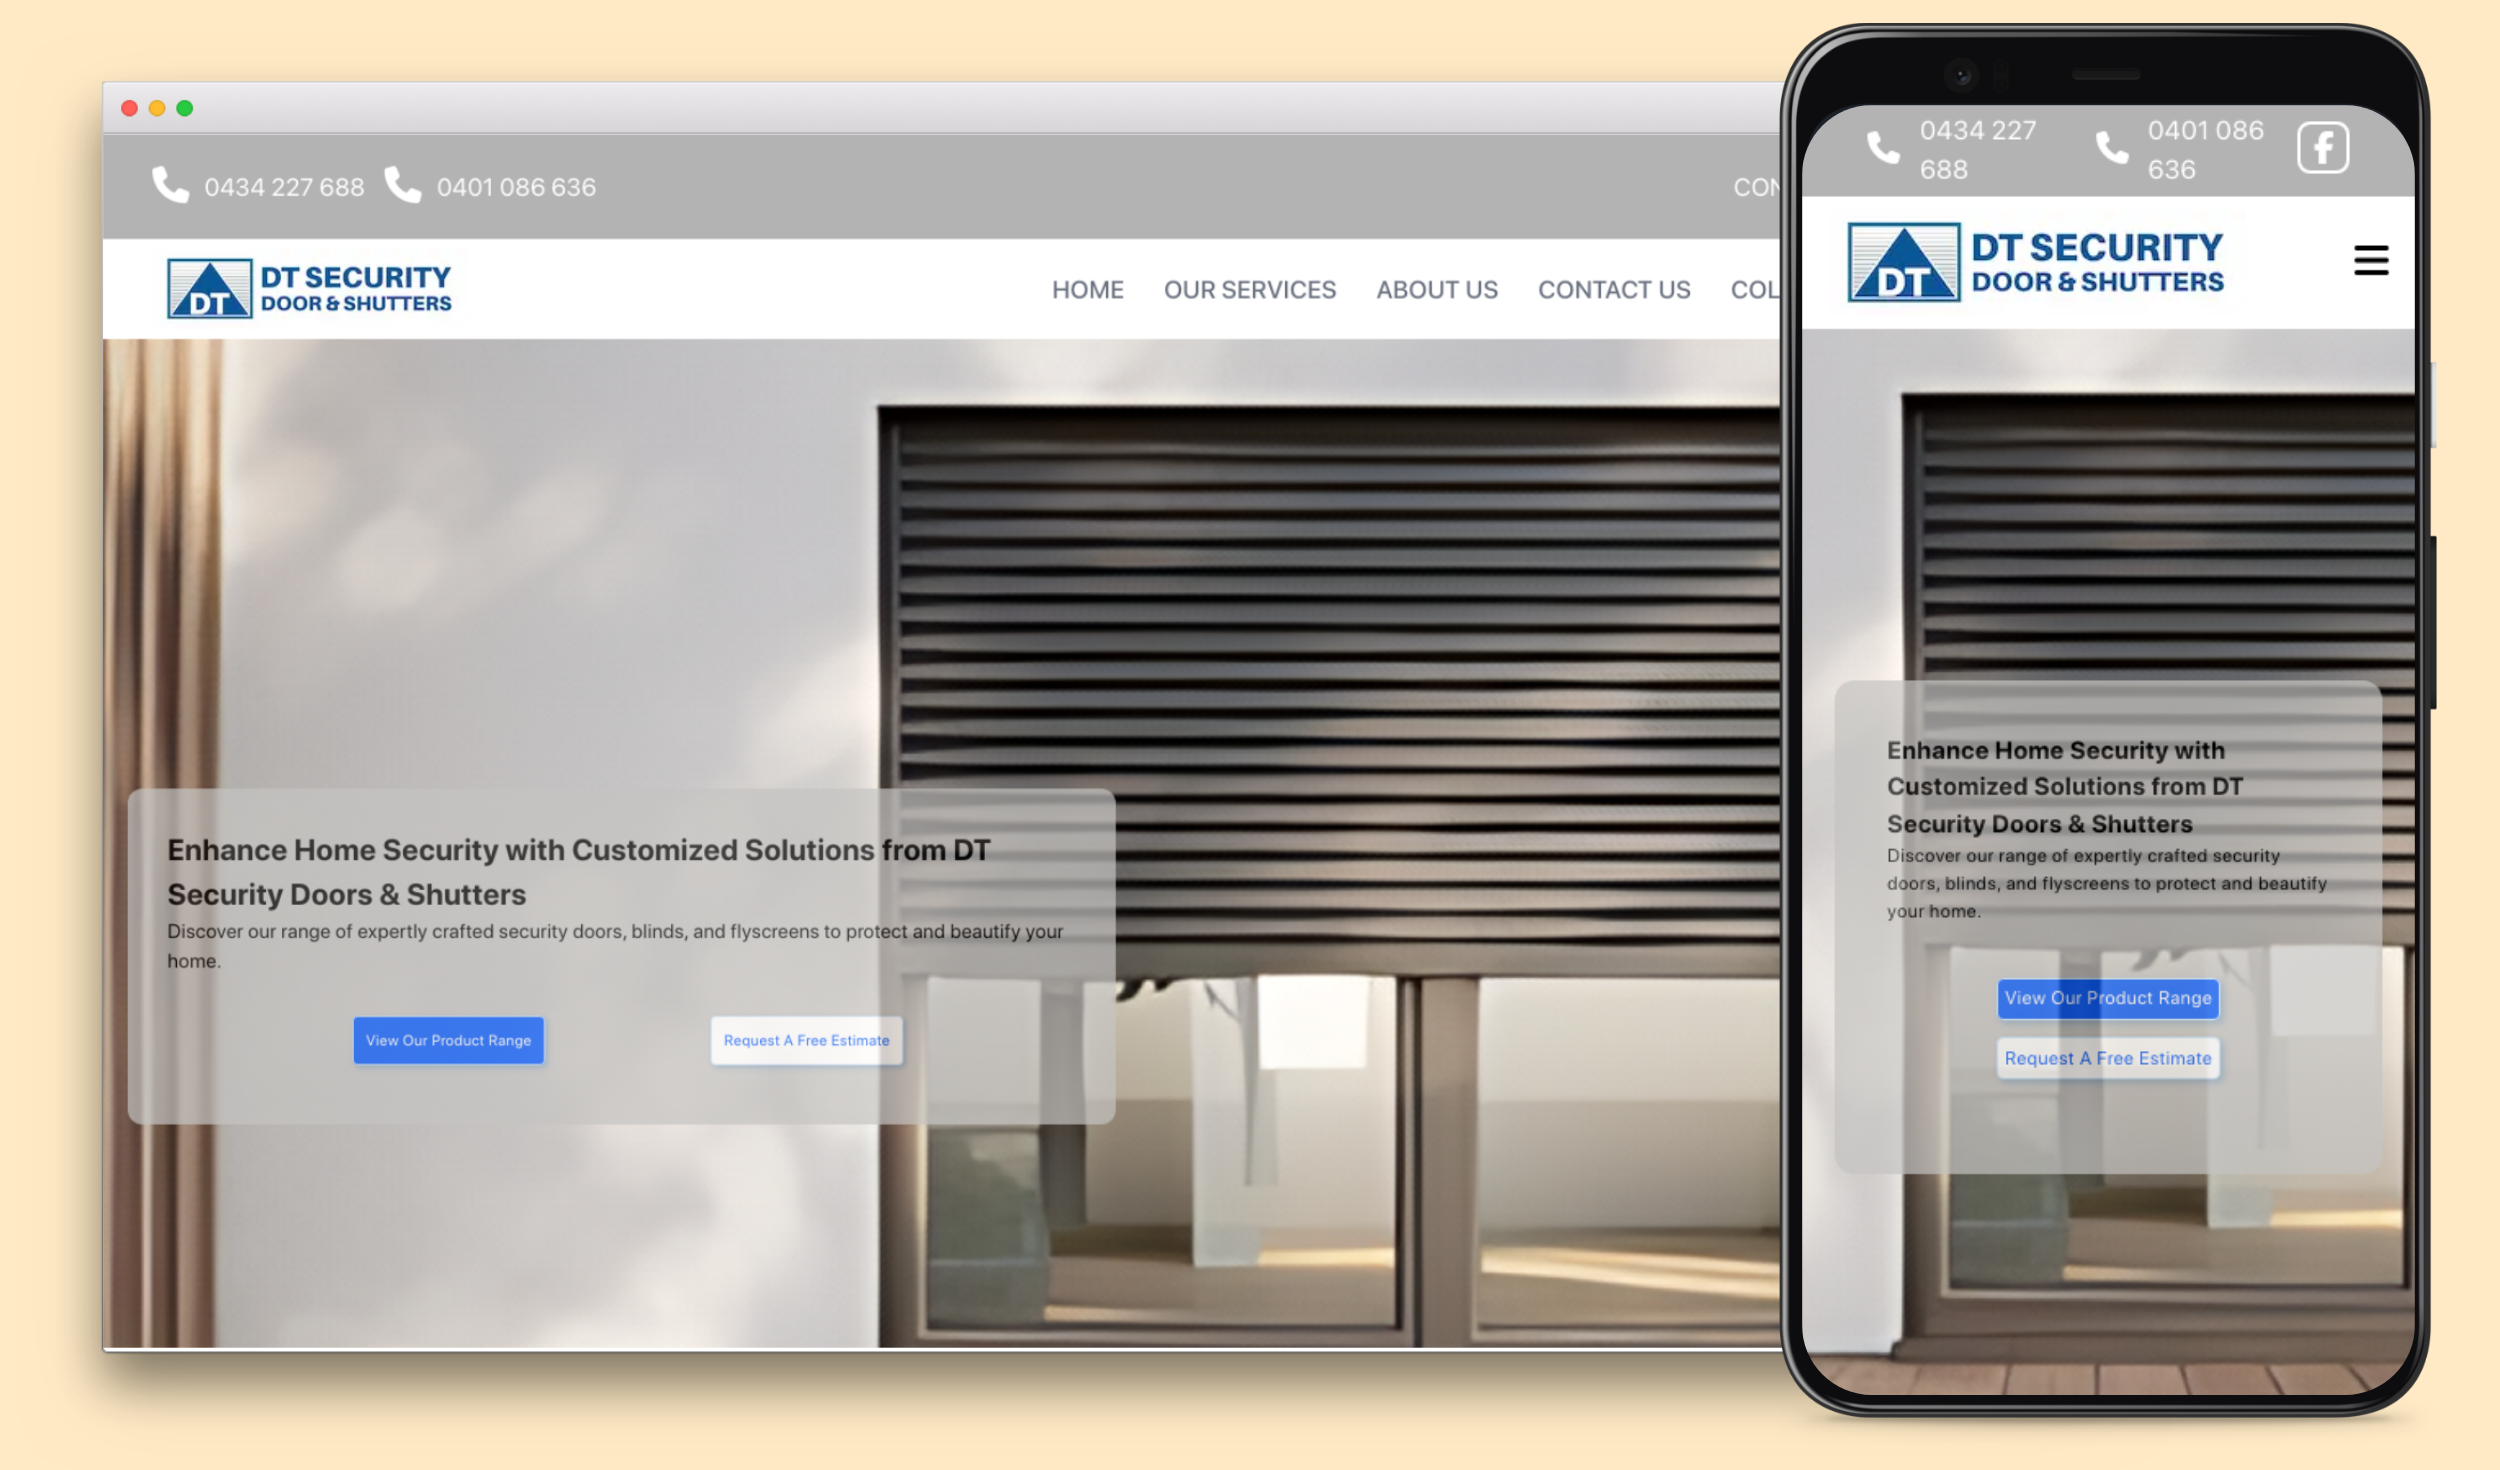 0434 227 688 0401 086 636
DT SECURITY
DOOR & SHUTTERS
DT
HOME OUR SERVICES ABOUT US CONTACT US
Enhance Home Security with Customized Solutions from DT
Security Doors & Shutters
Discover our range of expertly crafted security doors, blinds, and flyscreens to protect and beautify your
home.
View Our Product Range Request A Free Estimate
0434 227
688
0401 086
636
DT SECURITY
DOOR & SHUTTERS
DT
Enhance Home Security with
Customized Solutions from DT
Security Doors & Shutters
Discover our range of expertly crafted security
doors, blinds, and flyscreens to protect and beautify
your home.
View Our Product Range
Request A Free Estimate